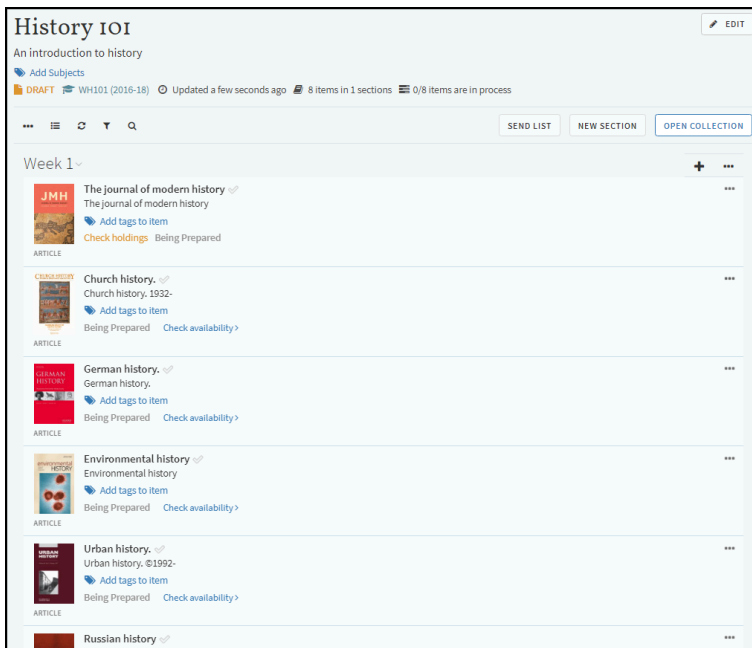 History 101
EDIT
An introduction to history
Add Subjects
DRAFT WH101 (2016-18) Updated a few seconds ago 8 items in 1 sections 0/8 items are in process
SEND LIST NEW SECTION OPEN COLLECTION
Week 1
JMH
The journal of modern history
The journal of modern history
Add tags to item
Check holdings Being Prepared
ARTICLE
CHURCH HISTORY
Church history.
Church history. 1932-
Add tags to item
Being Prepared Check availability >
ARTICLE
GERMAN
HISTORY
German history.
German history.
Add tags to item
Being Prepared Check availability >
ARTICLE
environmental
HISTORY
Environmental history
Environmental history
Add tags to item
Being Prepared Check availability >
ARTICLE
URBAN
HISTORY
Urban history.
Urban history. ©1992-
Add tags to item
Being Prepared Check availability >
ARTICLE
Russian history